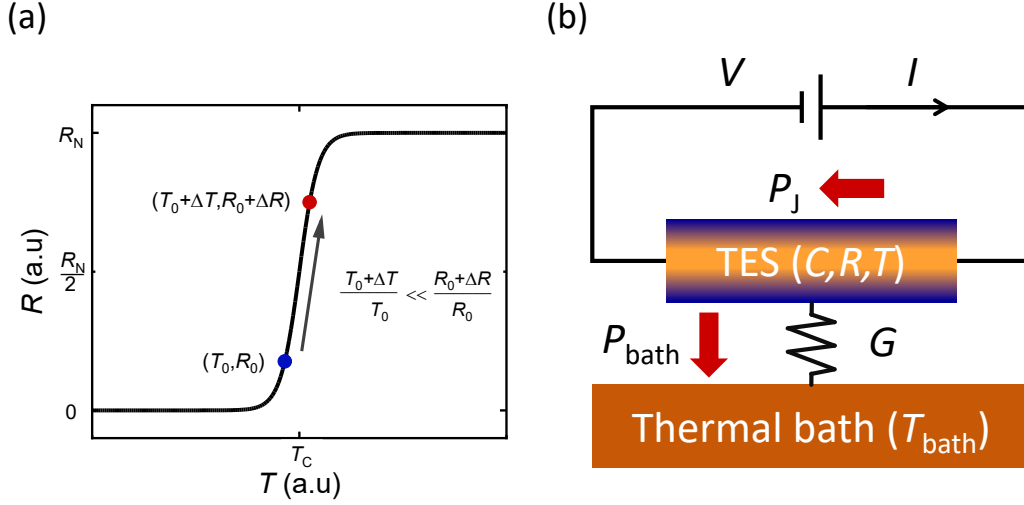 (a)
R (a.u)
R_N
R_N/2
0
(T_0+ΔT,R_0+ΔR)
(T_0,R_0)
T_0+ΔT/T_0 << R_0+ΔR/R_0
T_C
T (a.u)
(b)
V
I
P_J
TES (C,R,T)
P_bath
G
Thermal bath (T_bath)